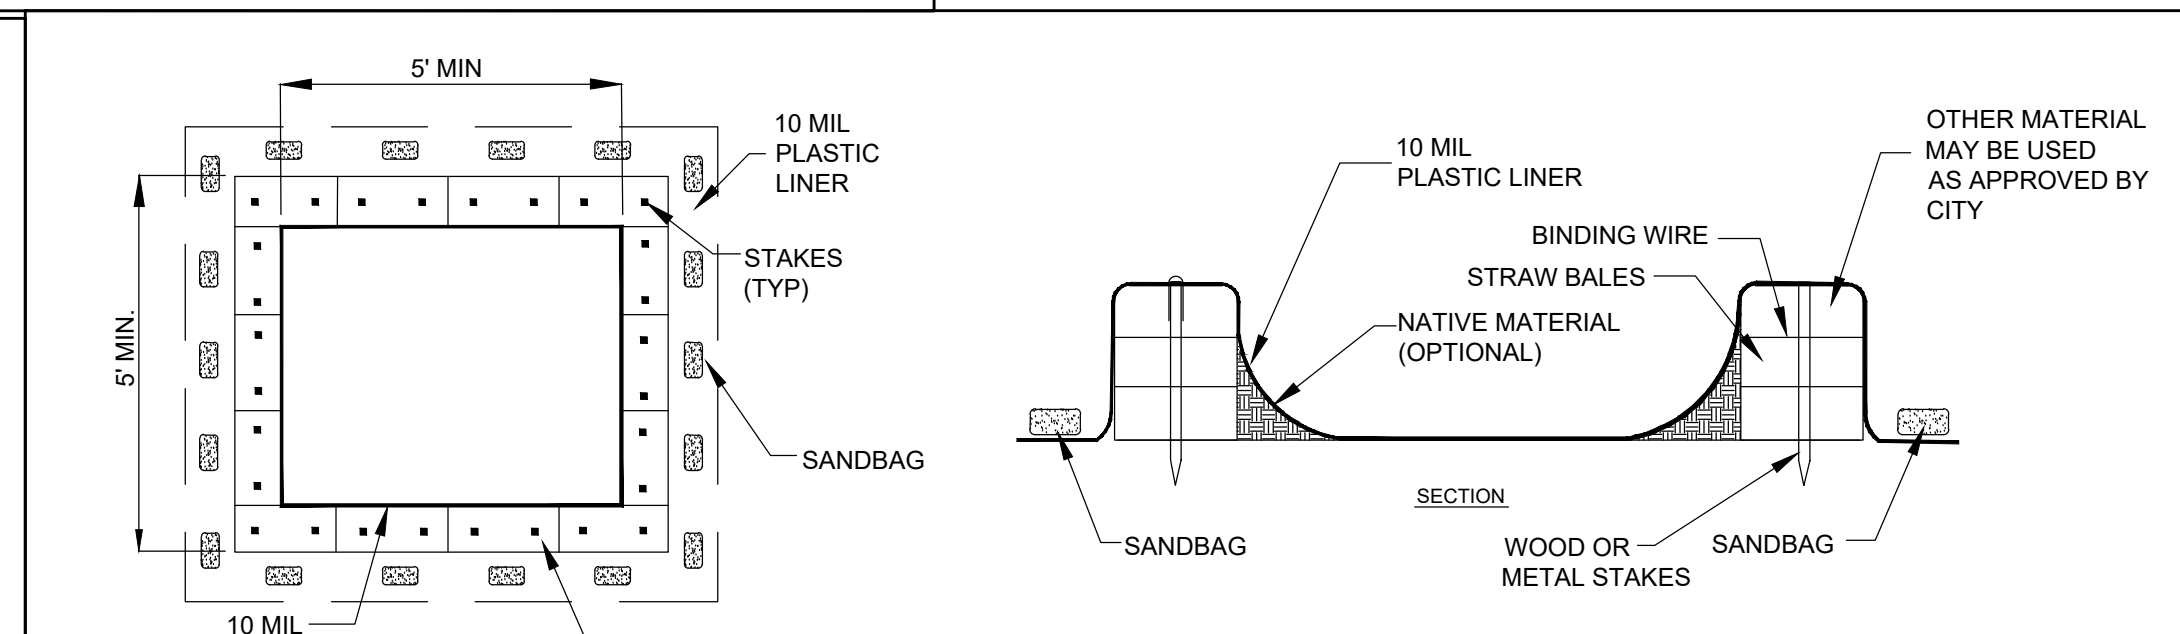 5' MIN
10 MIL
PLASTIC
LINER
STAKES
(TYP)
5' MIN.
SANDBAG
10 MIL
10 MIL
PLASTIC LINER
OTHER MATERIAL
MAY BE USED
AS APPROVED BY
CITY
BINDING WIRE
STRAW BALES
NATIVE MATERIAL
(OPTIONAL)
SECTION
SANDBAG
WOOD OR
METAL STAKES
SANDBAG